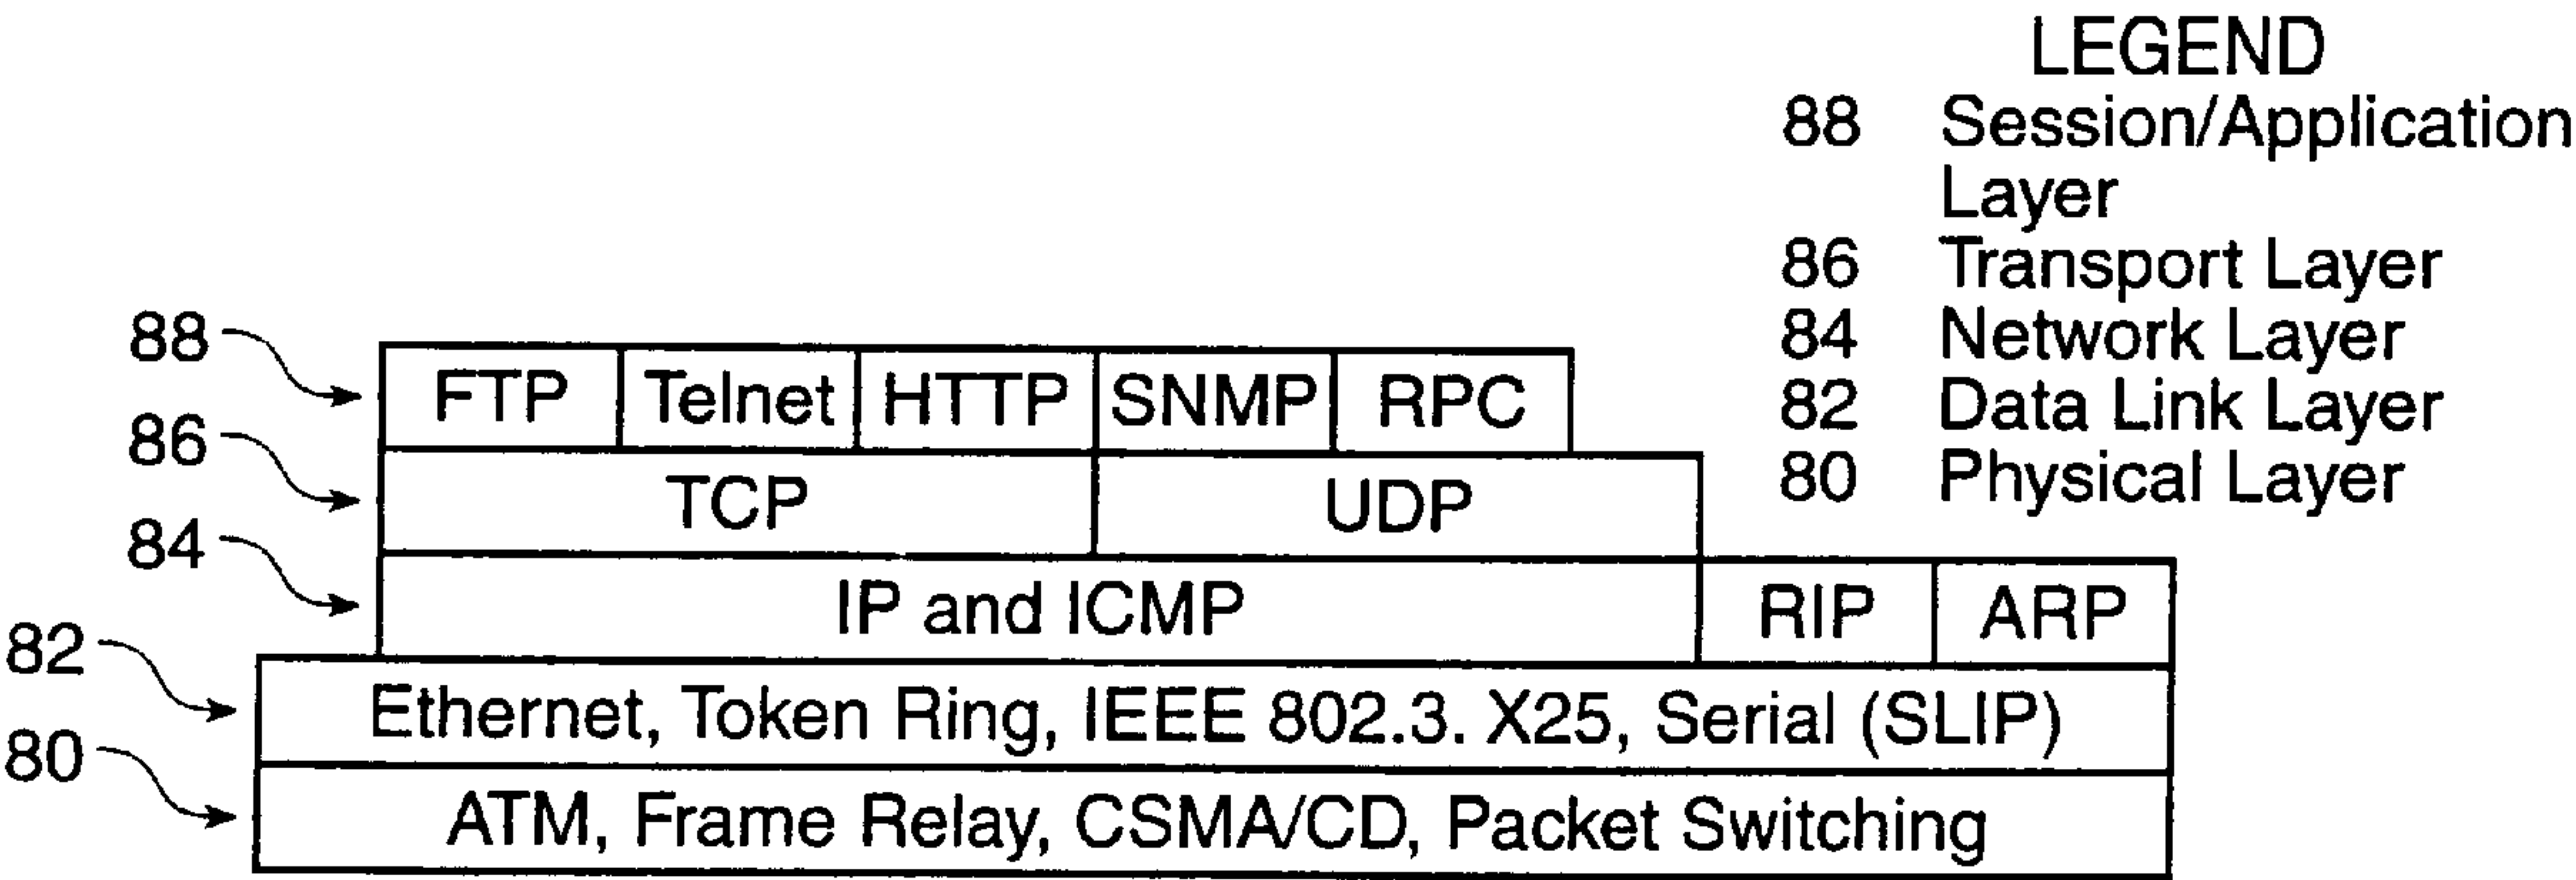 LEGEND
88 Session/Application
Layer
86 Transport Layer
84 Network Layer
82 Data Link Layer
80 Physical Layer
88 FTP Telnet HTTP SNMP RPC
86 TCP UDP
84 IP and ICMP RIP ARP
82 Ethernet, Token Ring, IEEE 802.3. X25, Serial (SLIP)
80 ATM, Frame Relay, CSMA/CD, Packet Switching